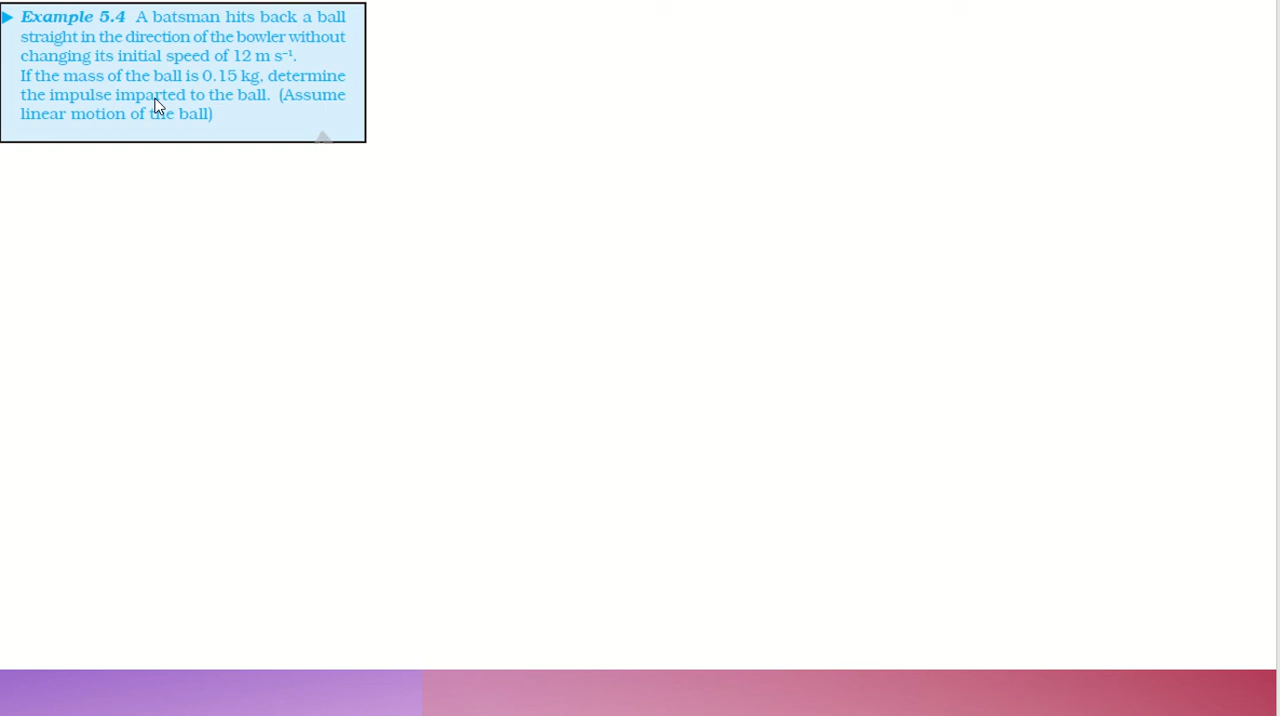 Example 5.4 A batsman hits back a ball
straight in the direction of the bowler without
changing its initial speed of 12 m s⁻¹.
If the mass of the ball is 0.15 kg, determine
the impulse imparted to the ball. (Assume
linear motion of the ball)